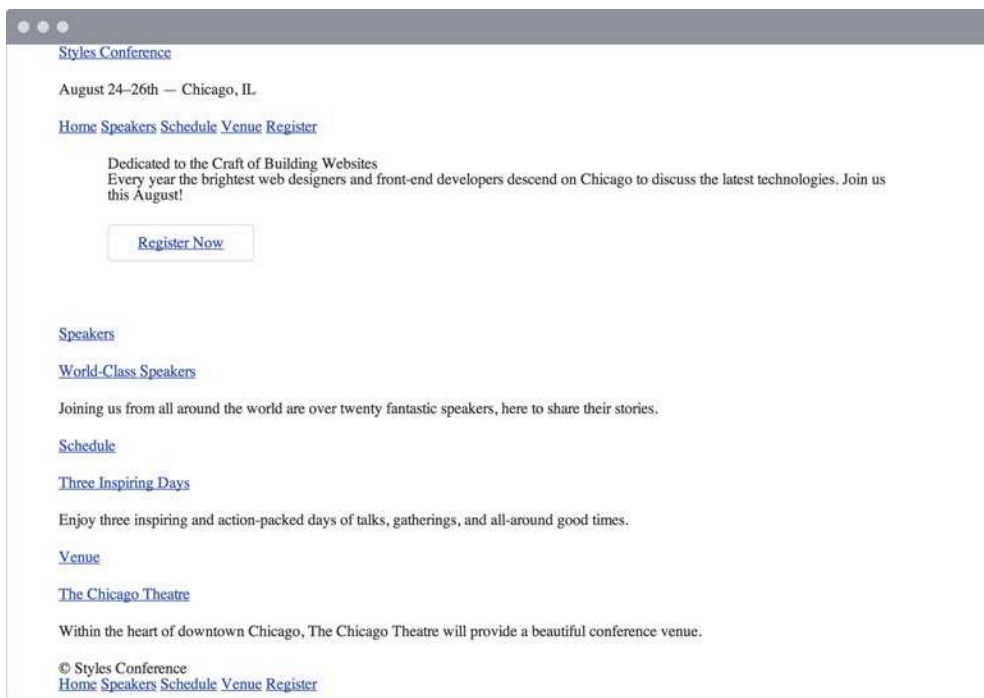 Styles Conference
August 24–26th — Chicago, IL
Home Speakers Schedule Venue Register
Dedicated to the Craft of Building Websites
Every year the brightest web designers and front-end developers descend on Chicago to discuss the latest technologies. Join us
this August!
Register Now
Speakers
World-Class Speakers
Joining us from all around the world are over twenty fantastic speakers, here to share their stories.
Schedule
Three Inspiring Days
Enjoy three inspiring and action-packed days of talks, gatherings, and all-around good times.
Venue
The Chicago Theatre
Within the heart of downtown Chicago, The Chicago Theatre will provide a beautiful conference venue.
© Styles Conference
Home Speakers Schedule Venue Register